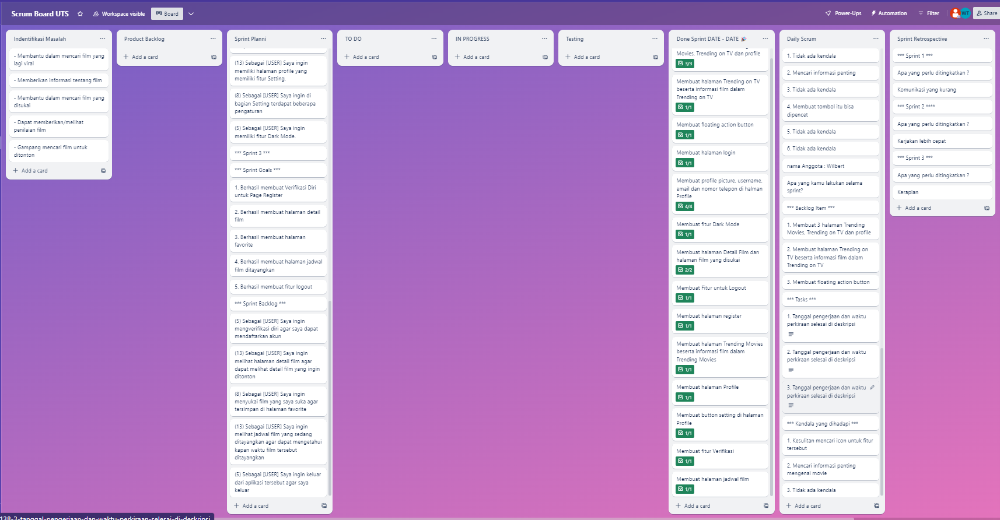 Scrum Board UTS
Workspace visible
Board
Power-Ups
Automation
Filter
WT
Share
Indentifikasi Masalah
- Membantu dalam mencari film yang
lagi viral
- Memberikan informasi tentang film
- Membantu dalam mencari film yang
disukai
- Dapat memberikan/melihat
penilaian film
- Gampang mencari film untuk
ditonton
+ Add a card
Product Backlog
+ Add a card
Sprint Planni
(13) Sebagai [USER] Saya ingin
memiliki halaman profile yang
memiliki fitur Setting.
(8) Sebagai [USER] Saya ingin di
bagian Setting terdapat beberapa
pengaturan
(5) Sebagai [USER] Saya ingin
memiliki fitur Dark Mode.
*** Sprint 3 ***
*** Sprint Goals ***
1. Berhasil membuat Verifikasi Diri
untuk Page Register
2. Berhasil membuat halaman detail
film
3. Berhasil membuat halaman
favorite
4. Berhasil membuat halaman jadwal
film ditayangkan
5. Berhasil membuat fitur logout
*** Sprint Backlog ***
(5) Sebagai [USER] Saya ingin
mengverifikasi diri agar saya dapat
mendaftarkan akun
(13) Sebagai [USER] Saya ingin
melihat halaman detail film agar
dapat melihat detail film yang ingin
ditonton
(8) Sebagai [USER] Saya ingin
menyukai film yang saya suka agar
tersimpan di halaman favorite
(13) Sebagai [USER] Saya ingin
melihat jadwal film yang sedang
ditayangkan agar dapat mengetahui
kapan waktu film tersebut
ditayangkan
(5) Sebagai [USER] Saya ingin keluar
dari aplikasi tersebut agar saya
keluar
+ Add a card
TO DO
+ Add a card
IN PROGRESS
+ Add a card
Testing
+ Add a card
Done Sprint DATE - DATE 🎉
Movies, Trending on TV dan profile
3/3
Membuat halaman Trending on TV
beserta informasi film dalam
Trending on TV
1/1
Membuat floating action button
1/1
Membuat halaman login
1/1
Membuat profile picture, username,
email dan nomor telepon di halman
Profile
4/4
Membuat fitur Dark Mode
1/1
Membuat halaman Detail Film dan
halaman Film yang disukai
2/2
Membuat Fitur untuk Logout
1/1
Membuat halaman register
1/1
Membuat halaman Trending Movies
beserta informasi film dalam
Trending Movies
1/1
Membuat halaman Profile
1/1
Membuat button setting di halaman
Profile
1/1
Membuat fitur Verifikasi
1/1
Membuat halaman jadwal film
1/1
+ Add a card
Daily Scrum
1. Tidak ada kendala
2. Mencari informasi penting
3. Tidak ada kendala
4. Membuat tombol itu bisa
dipencet
5. Tidak ada kendala
6. Tidak ada kendala
nama Anggota : Wilbert
Apa yang kamu lakukan selama
sprint?
*** Backlog Item ***
1. Membuat 3 halaman Trending
Movies, Trending on TV dan profile
2. Membuat halaman Trending on
TV beserta informasi film dalam
Trending on TV
3. Membuat floating action button
*** Tasks ***
1. Tanggal pengerjaan dan waktu
perkiraan selesai di deskripsi
2. Tanggal pengerjaan dan waktu
perkiraan selesai di deskripsi
3. Tanggal pengerjaan dan waktu
perkiraan selesai di deskripsi
*** Kendala yang dihadapi ***
1. Kesulitan mencari icon untuk fitur
tersebut
2. Mencari informasi penting
mengenai movie
3. Tidak ada kendala
+ Add a card
Sprint Retrospective
*** Sprint 1 ***
Apa yang perlu ditingkatkan ?
Komunikasi yang kurang
*** Sprint 2 ****
Apa yang perlu ditingkatkan ?
Kerjakan lebih cepat
*** Sprint 3 ***
Apa yang perlu ditingkatkan ?
Kerapian
+ Add a card
138-3-tanggal-pengerjaan-dan-waktu-perkiraan-selesai-di-deskripsi